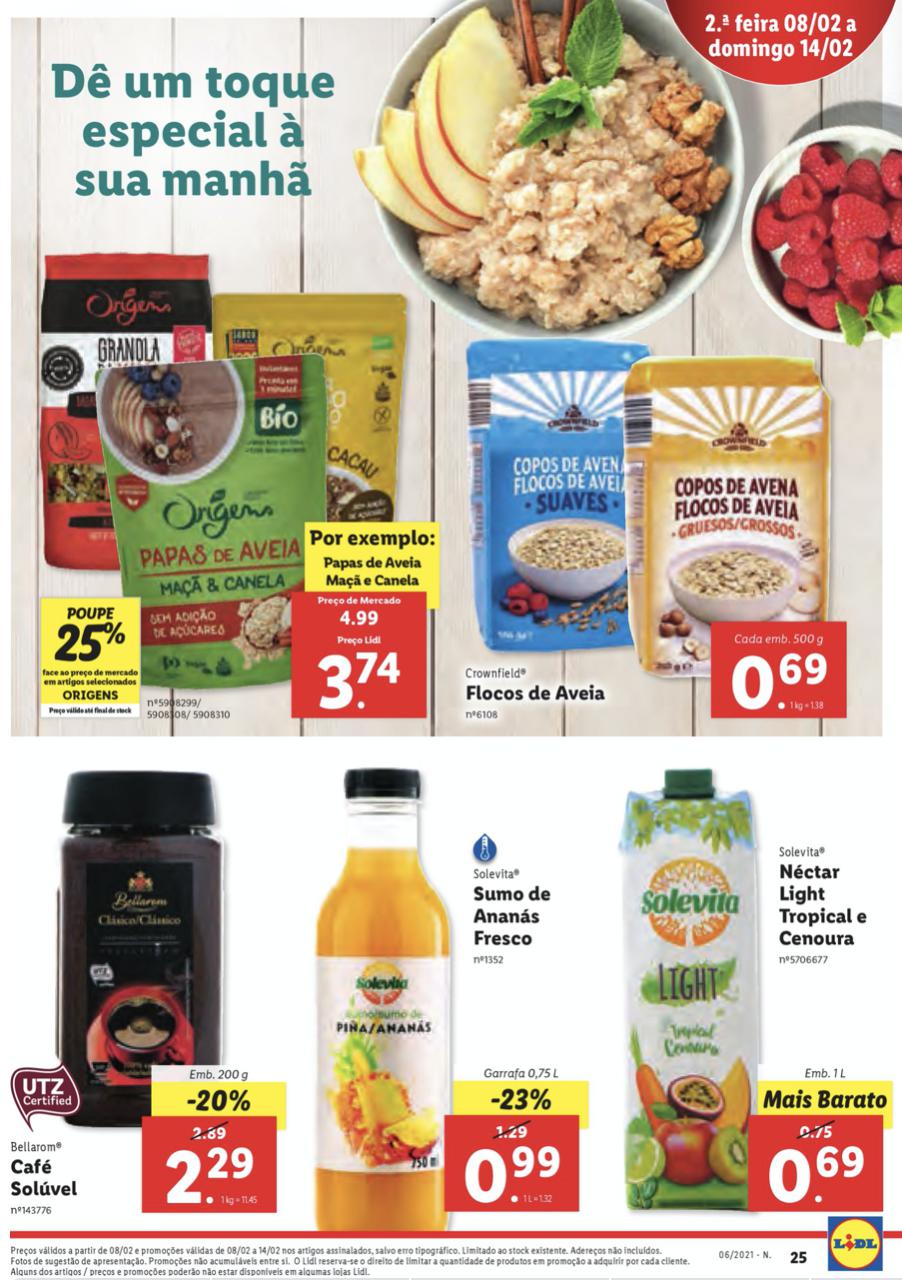 2.ª feira 08/02 a
domingo 14/02
Dê um toque
especial à
sua manhã
Origens
GRANOLA
Origens
CACAU
Instantâneas
Pronta em
1 minuto!
BIO
Origens
PAPAS DE AVEIA
MAÇÃ & CANELA
SEM ADIÇÃO
DE AÇÚCARES
POUPE
25%
face ao preço de mercado
em artigos selecionados
ORIGENS
Preço válido até final de stock
nº5908299/
5908308/ 5908310
Por exemplo:
Papas de Aveia
Maçã e Canela
Preço de Mercado
4.99
Preço Lidl
3.74
CROWNFIELD
COPOS DE AVENA
FLOCOS DE AVEIA
• SUAVES •
CROWNFIELD
COPOS DE AVENA
FLOCOS DE AVEIA
• GRUESOS/GROSSOS •
Crownfield®
Flocos de Aveia
nº6108
Cada emb. 500 g
0.69
1 kg = 1.38
Bellarom
Clásico/Clássico
UTZ
Certified
Emb. 200 g
-20%
2.89
2.29
1 kg = 11.45
Bellarom®
Café
Solúvel
nº143776
Solevita
zumo/sumo de
PIÑA/ANANÁS
750 ml
Solevita®
Sumo de
Ananás
Fresco
nº1352
Garrafa 0,75 L
-23%
1.29
0.99
1 L = 1.32
Solevita
LIGHT
Tropical
Cenoura
Solevita®
Néctar
Light
Tropical e
Cenoura
nº5706677
Emb. 1 L
Mais Barato
0.75
0.69
Preços válidos a partir de 08/02 e promoções válidas de 08/02 a 14/02 nos artigos assinalados, salvo erro tipográfico. Limitado ao stock existente. Adereços não incluídos.
Fotos de sugestão de apresentação. Promoções não acumuláveis entre si. O Lidl reserva-se o direito de limitar a quantidade de produtos em promoção a adquirir por cada cliente.
Alguns dos artigos / preços e promoções poderão não estar disponíveis em algumas lojas Lidl.
06/2021 - N.
25
LIDL